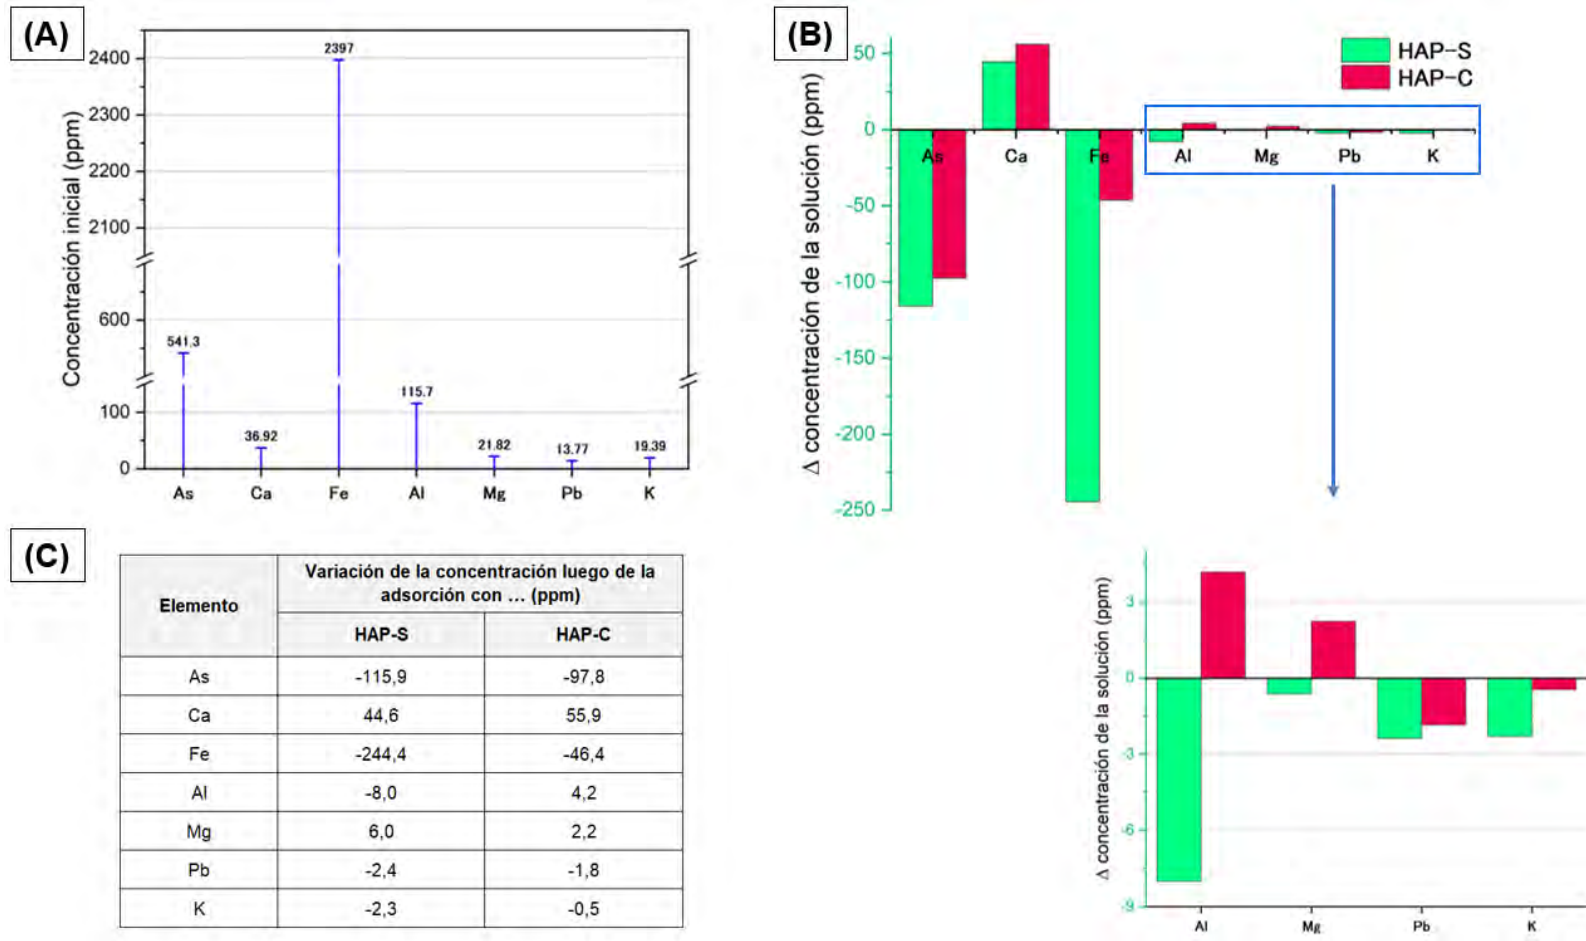 (A)
Concentración inicial (ppm)
2400
2300
2200
2100
600
100
0
541.3
36.92
2397
115.7
21.82
13.77
19.39
As Ca Fe Al Mg Pb K
(B)
Δ concentración de la solución (ppm)
50
0
-50
-100
-150
-200
-250
HAP-S
HAP-C
As Ca Fe Al Mg Pb K
(C)
Elemento
Variación de la concentración luego de la
adsorción con … (ppm)
HAP-S HAP-C
As -115,9 -97,8
Ca 44,6 55,9
Fe -244,4 -46,4
Al -8,0 4,2
Mg 6,0 2,2
Pb -2,4 -1,8
K -2,3 -0,5
Δ concentración de la solución (ppm)
3
0
-3
-6
-9
Al Mg Pb K